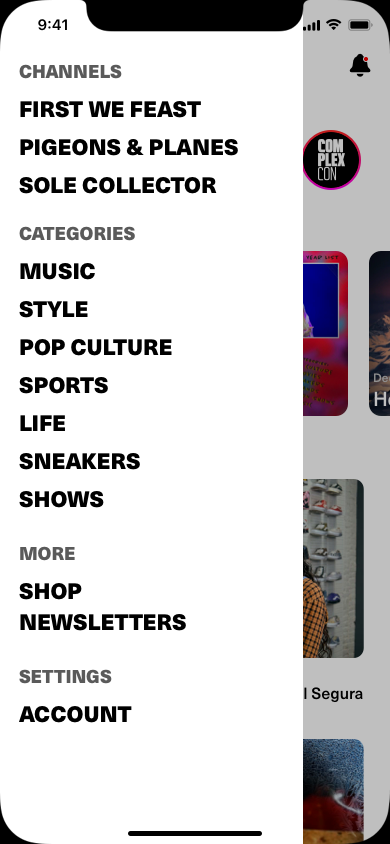 9:41
CHANNELS
FIRST WE FEAST
PIGEONS & PLANES
SOLE COLLECTOR
COM
PLEX
CON
CATEGORIES
MUSIC
STYLE
POP CULTURE
SPORTS
LIFE
SNEAKERS
SHOWS
MORE
SHOP
NEWSLETTERS
SETTINGS
l Segura
ACCOUNT